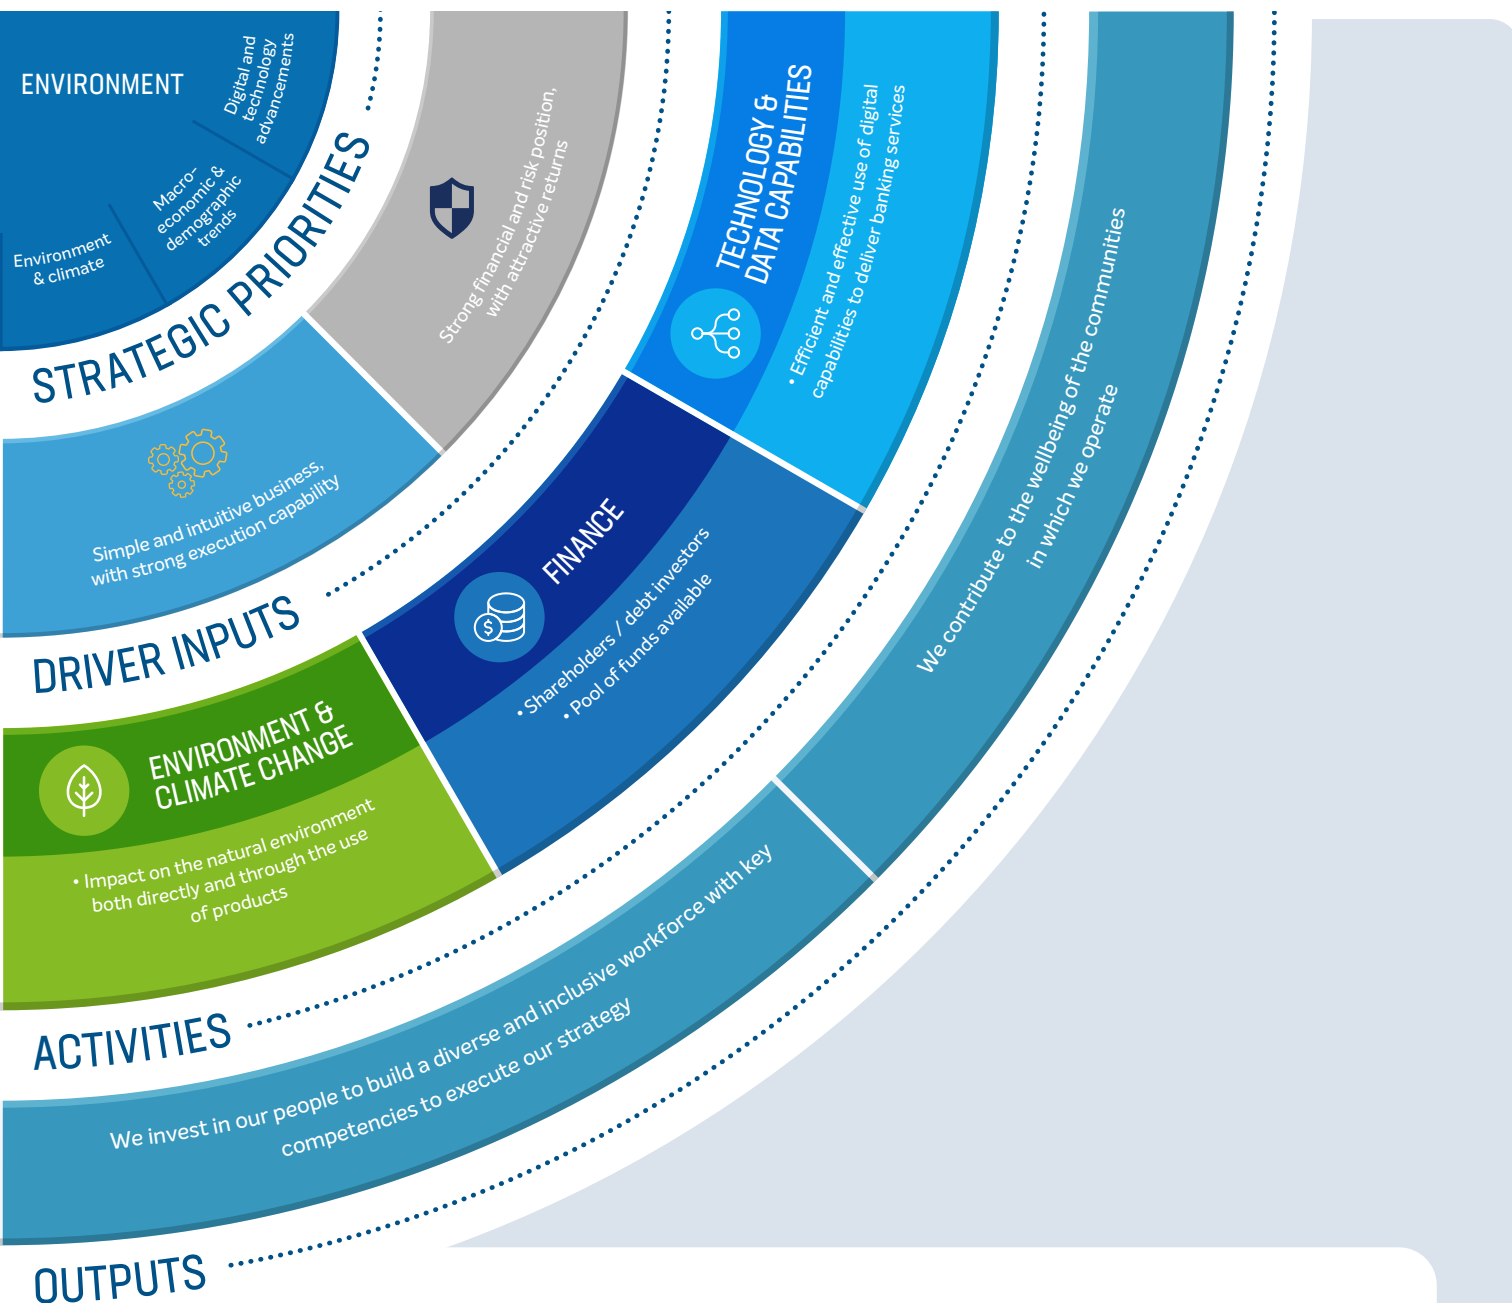 ENVIRONMENT
Digital and
technology
advancements
Macro-
economic &
demographic
trends
Environment
& climate
STRATEGIC PRIORITIES
Strong financial and risk position,
with attractive returns
Simple and intuitive business,
with strong execution capability
DRIVER INPUTS
TECHNOLOGY &
DATA CAPABILITIES
• Efficient and effective use of digital
capabilities to deliver banking services
FINANCE
• Shareholders / debt investors
• Pool of funds available
ENVIRONMENT &
CLIMATE CHANGE
• Impact on the natural environment
both directly and through the use
of products
ACTIVITIES
We contribute to the wellbeing of the communities
in which we operate
We invest in our people to build a diverse and inclusive workforce with key
competencies to execute our strategy
OUTPUTS